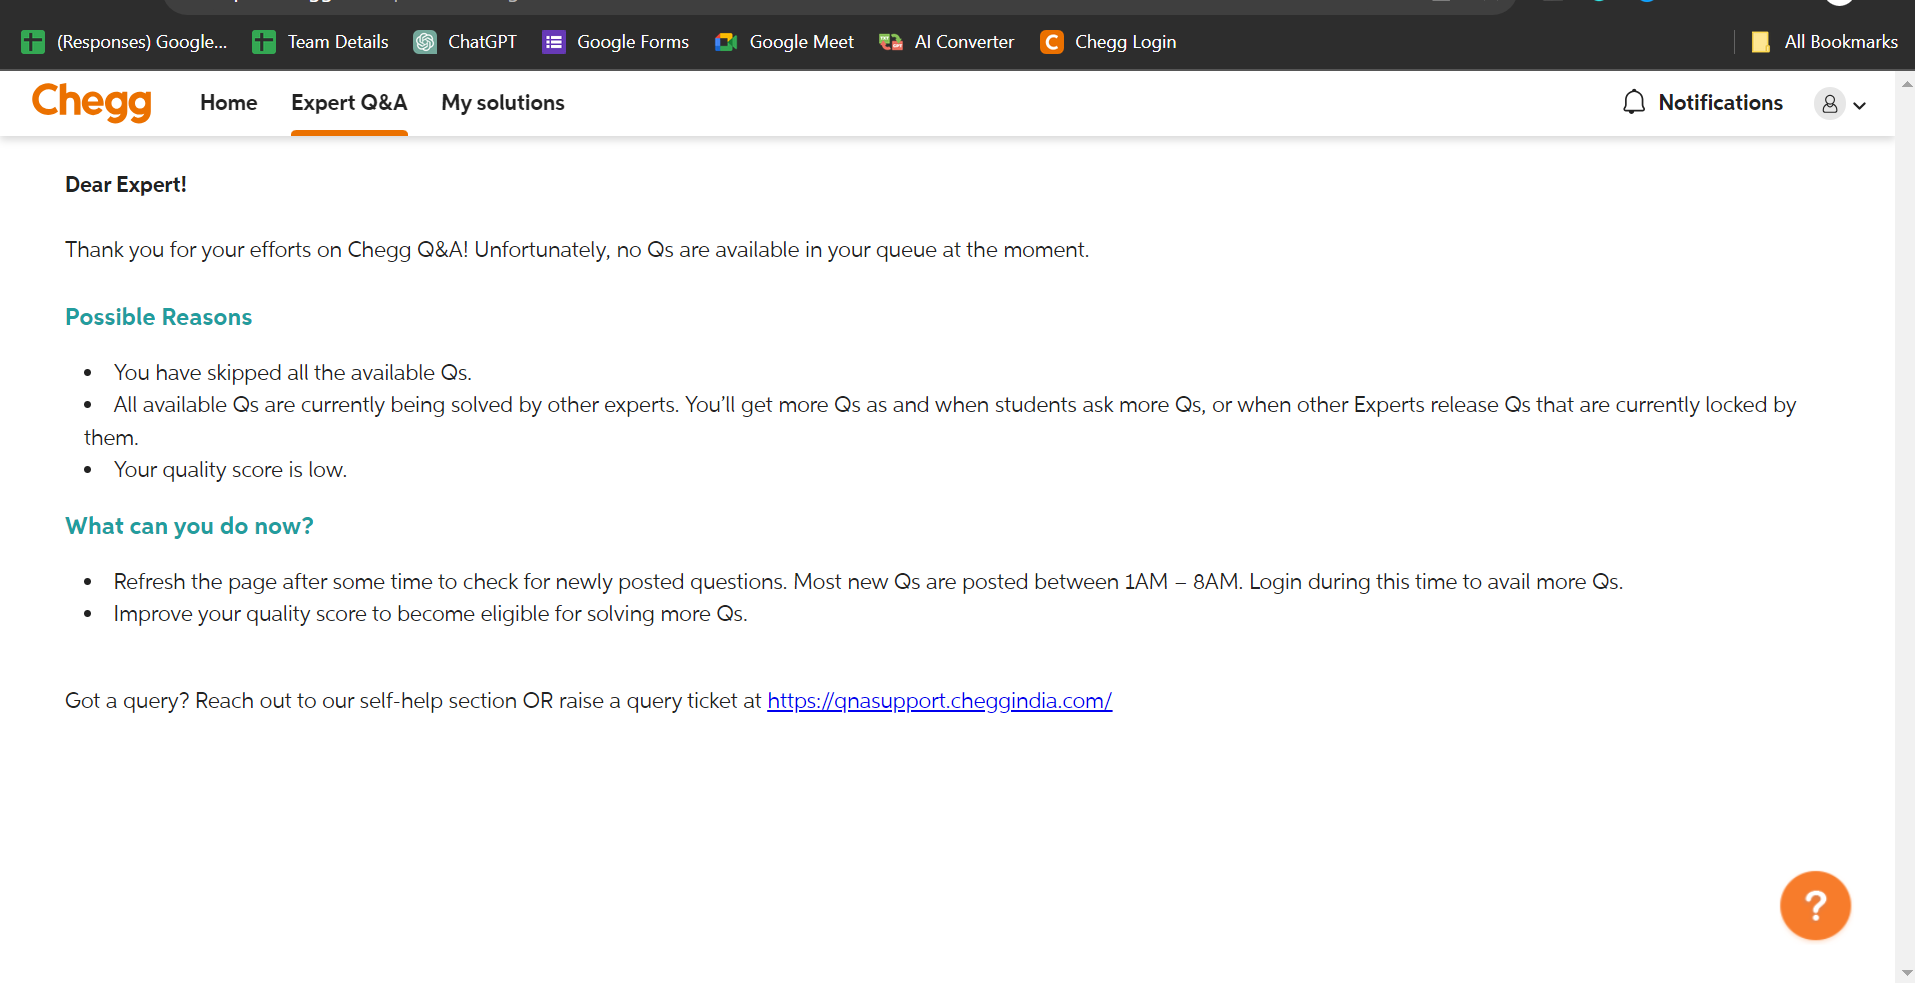 (Responses) Google... Team Details ChatGPT Google Forms Google Meet AI Converter Chegg Login All Bookmarks
Chegg Home Expert Q&A My solutions Notifications
Dear Expert!
Thank you for your efforts on Chegg Q&A! Unfortunately, no Qs are available in your queue at the moment.
Possible Reasons
• You have skipped all the available Qs.
• All available Qs are currently being solved by other experts. You’ll get more Qs as and when students ask more Qs, or when other Experts release Qs that are currently locked by
them.
• Your quality score is low.
What can you do now?
• Refresh the page after some time to check for newly posted questions. Most new Qs are posted between 1AM – 8AM. Login during this time to avail more Qs.
• Improve your quality score to become eligible for solving more Qs.
Got a query? Reach out to our self-help section OR raise a query ticket at https://qnasupport.cheggindia.com/
?